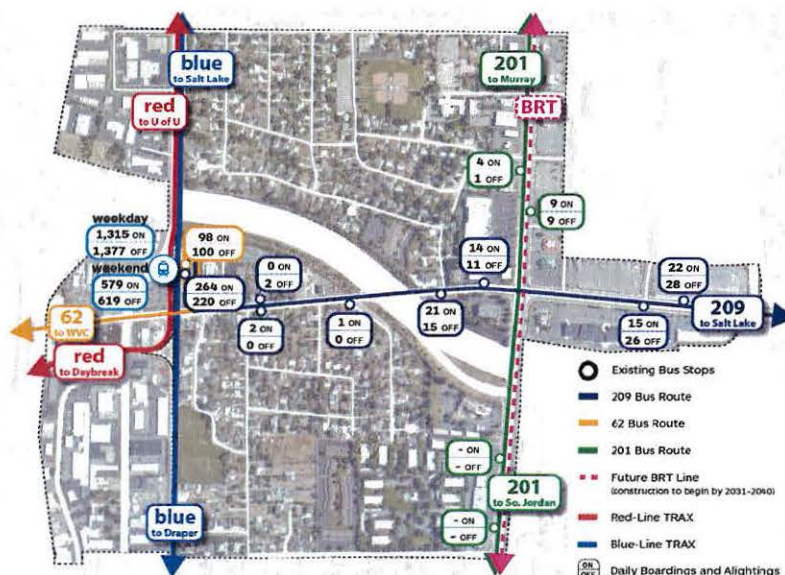 blue
to Salt Lake
201
to Murray
red
to U of U
BRT
4 ON
1 OFF
9 ON
9 OFF
weekday
1,315 ON
1,377 OFF
98 ON
100 OFF
weekend
579 ON
619 OFF
264 ON
220 OFF
0 ON
2 OFF
14 ON
11 OFF
22 ON
28 OFF
62
to WVC
2 ON
0 OFF
1 ON
0 OFF
21 ON
15 OFF
15 ON
26 OFF
209
to Salt Lake
red
to Daybreak
- ON
- OFF
201
to So. Jordan
- ON
- OFF
blue
to Draper
Existing Bus Stops
209 Bus Route
62 Bus Route
201 Bus Route
Future BRT Line
(construction to begin by 2031-2040)
Red-Line TRAX
Blue-Line TRAX
ON
OFF
Daily Boardings and Alightings